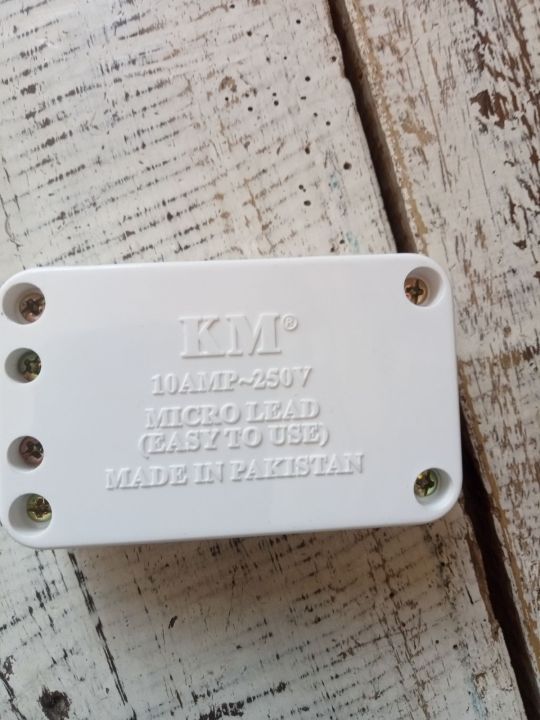 KM®
10AMP~250V
MICRO LEAD
(EASY TO USE)
MADE IN PAKISTAN